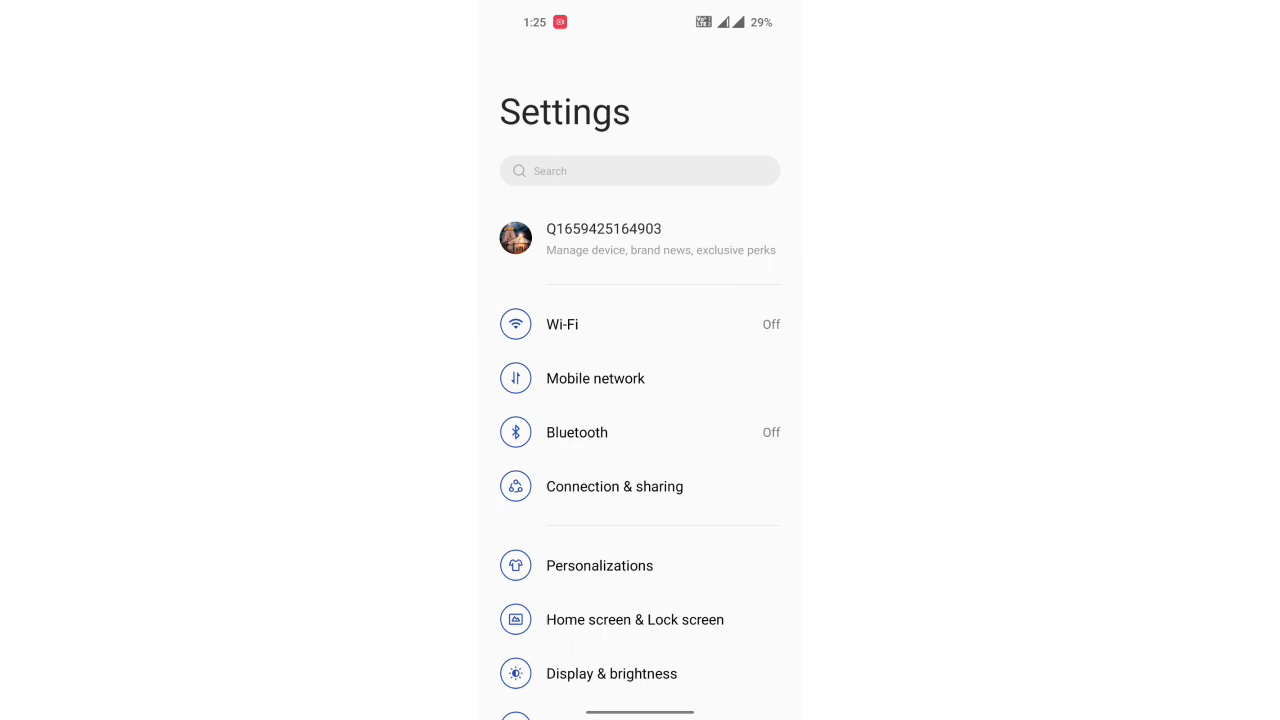 1:25 29%
Settings
Search
Q1659425164903
Manage device, brand news, exclusive perks
Wi-Fi Off
Mobile network
Bluetooth Off
Connection & sharing
Personalizations
Home screen & Lock screen
Display & brightness